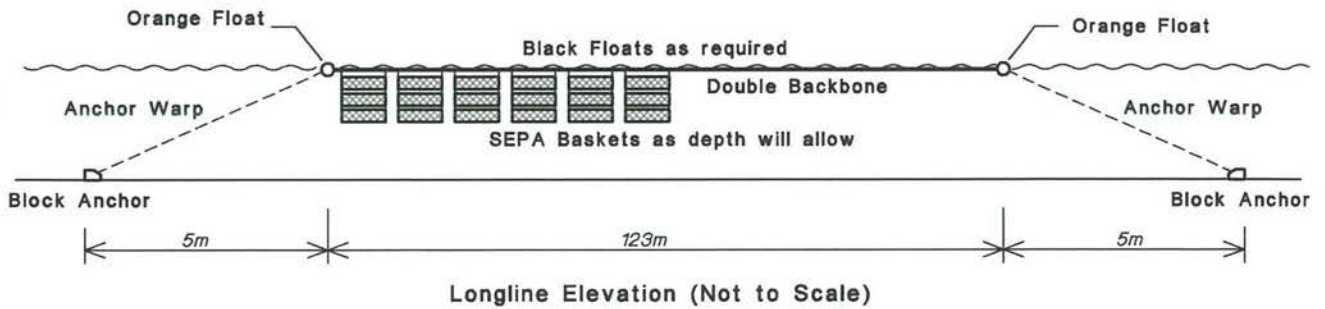 Orange Float
Orange Float
Black Floats as required
Double Backbone
Anchor Warp
Anchor Warp
SEPA Baskets as depth will allow
Block Anchor
Block Anchor
5m
123m
5m
Longline Elevation (Not to Scale)